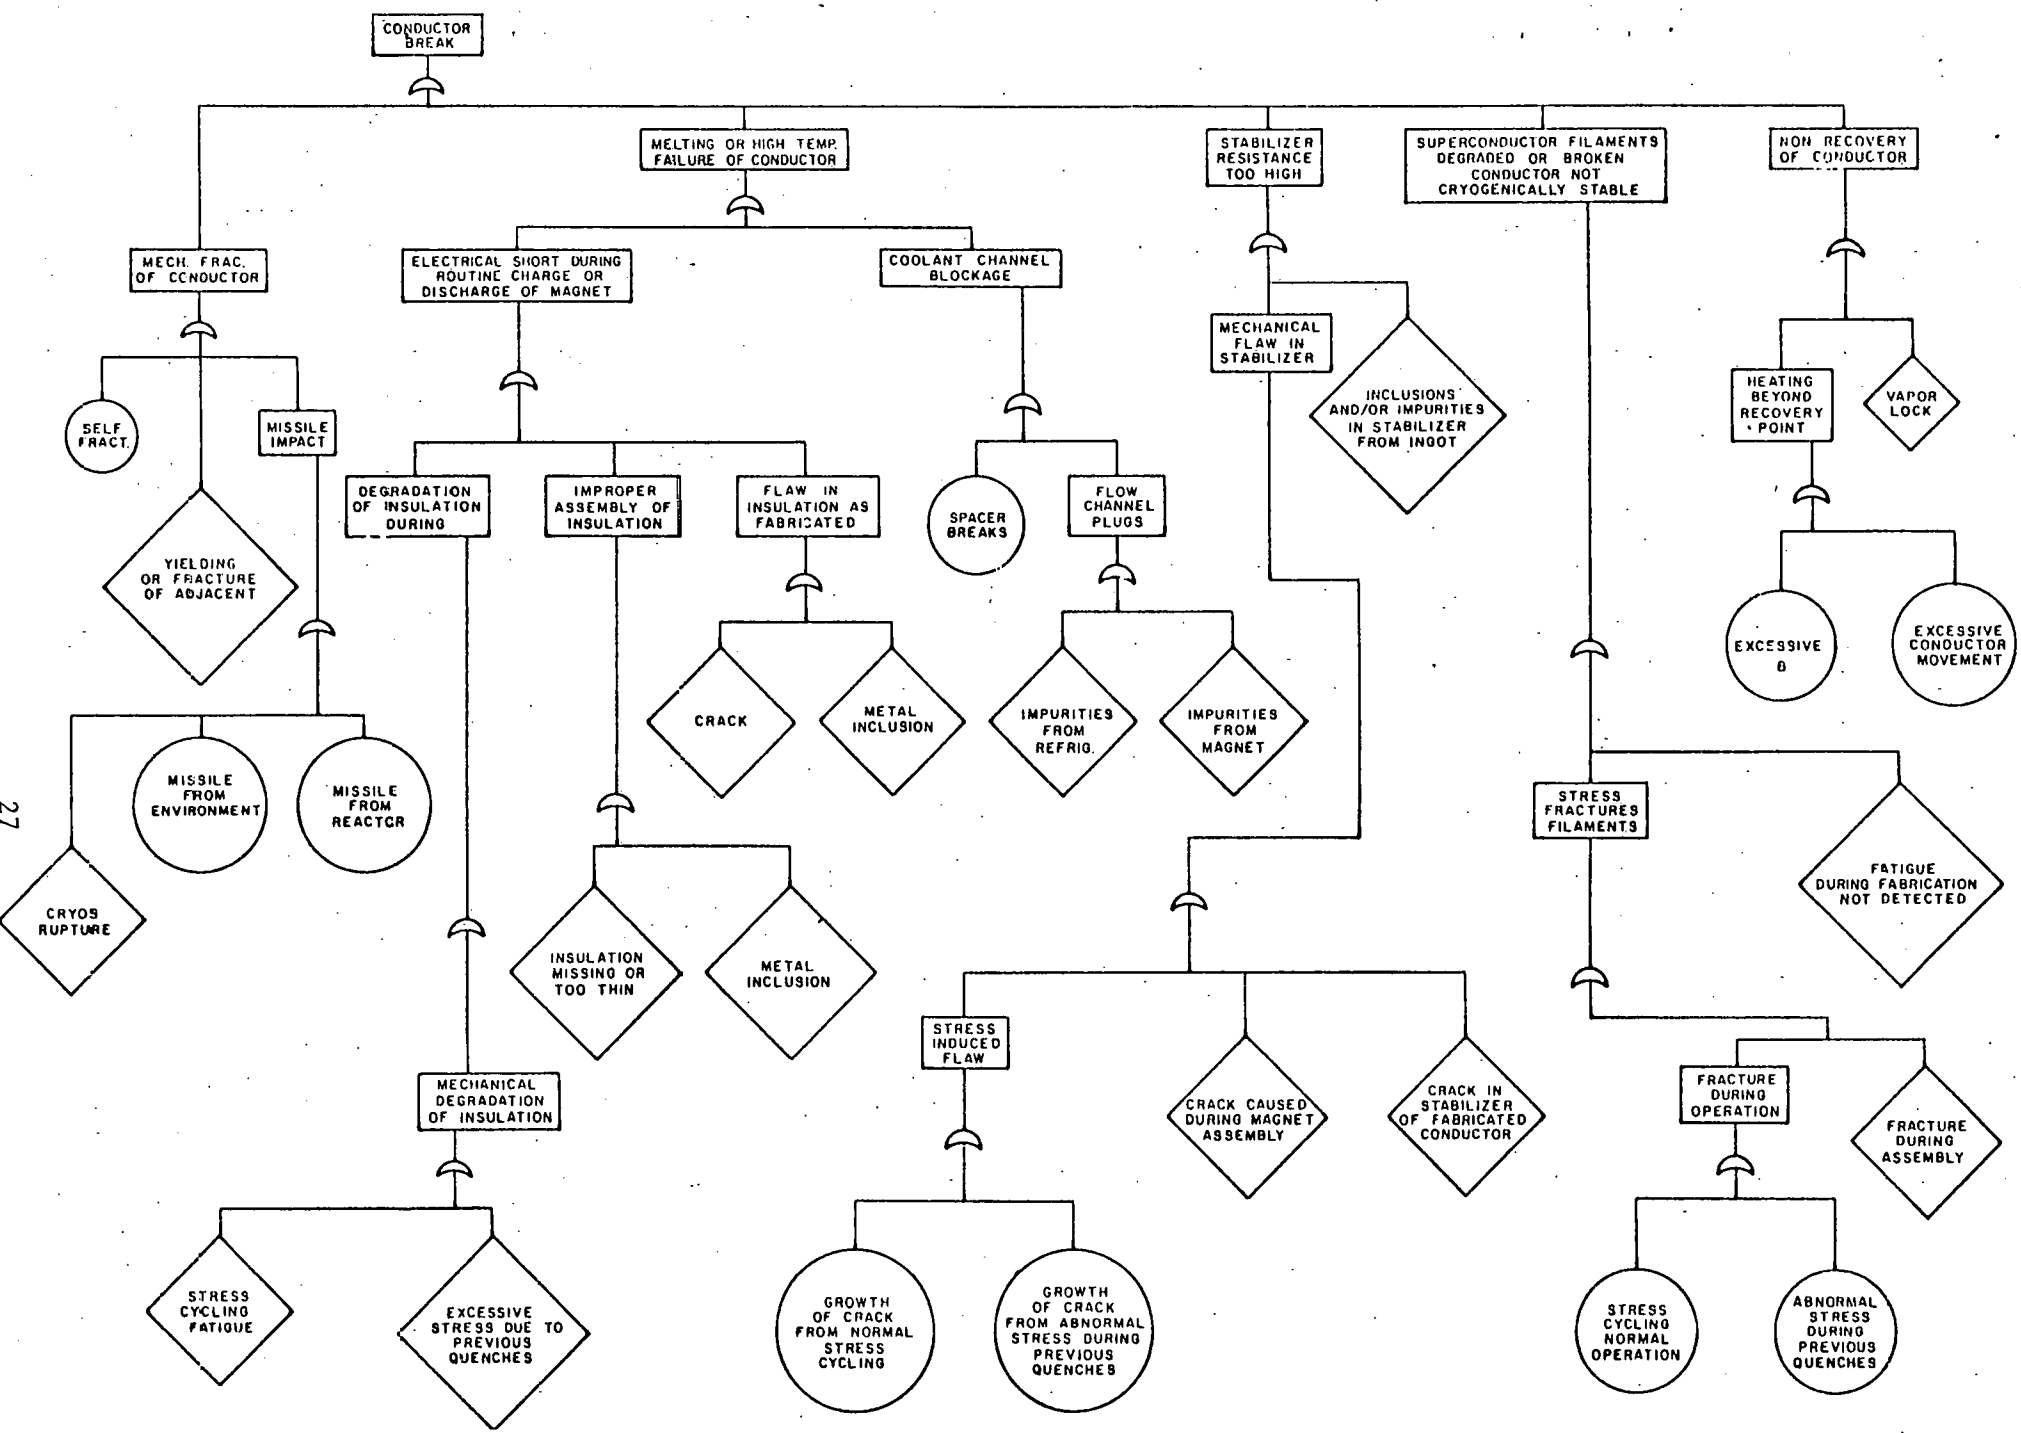 CONDUCTOR
BREAK
MELTING OR HIGH TEMP.
FAILURE OF CONDUCTOR
STABILIZER
RESISTANCE
TOO HIGH
SUPERCONDUCTOR FILAMENTS
DEGRADED OR BROKEN
CONDUCTOR NOT
CRYOGENICALLY STABLE
NON RECOVERY
OF CONDUCTOR
MECH. FRAC.
OF CONDUCTOR
ELECTRICAL SHORT DURING
ROUTINE CHARGE OR
DISCHARGE OF MAGNET
COOLANT CHANNEL
BLOCKAGE
MECHANICAL
FLAW IN
STABILIZER
INCLUSIONS
AND/OR IMPURITIES
IN STABILIZER
FROM INGOT
HEATING
BEYOND
RECOVERY
POINT
VAPOR
LOCK
SELF
FRACT.
MISSILE
IMPACT
DEGRADATION
OF INSULATION
DURING
IMPROPER
ASSEMBLY OF
INSULATION
FLAW IN
INSULATION AS
FABRICATED
SPACER
BREAKS
FLOW
CHANNEL
PLUGS
YIELDING
OR FRACTURE
OF ADJACENT
EXCESSIVE
EXCESSIVE
CONDUCTOR
MOVEMENT
CRACK
METAL
INCLUSION
IMPURITIES
FROM
REFRIG.
IMPURITIES
FROM
MAGNET
MISSILE
FROM
ENVIRONMENT
MISSILE
FROM
REACTOR
27
STRESS
FRACTURES
FILAMENTS
FATIGUE
DURING FABRICATION
NOT DETECTED
CRYOS
RUPTURE
INSULATION
MISSING OR
TOO THIN
METAL
INCLUSION
STRESS
INDUCED
FLAW
MECHANICAL
DEGRADATION
OF INSULATION
CRACK CAUSED
DURING MAGNET
ASSEMBLY
CRACK IN
STABILIZER
OF FABRICATED
CONDUCTOR
FRACTURE
DURING
OPERATION
FRACTURE
DURING
ASSEMBLY
STRESS
CYCLING
FATIGUE
EXCESSIVE
STRESS DUE TO
PREVIOUS
QUENCHES
GROWTH
OF CRACK
FROM NORMAL
STRESS
CYCLING
GROWTH
OF CRACK
FROM ABNORMAL
STRESS DURING
PREVIOUS
QUENCHES
STRESS
CYCLING
NORMAL
OPERATION
ABNORMAL
STRESS
DURING
PREVIOUS
QUENCHES